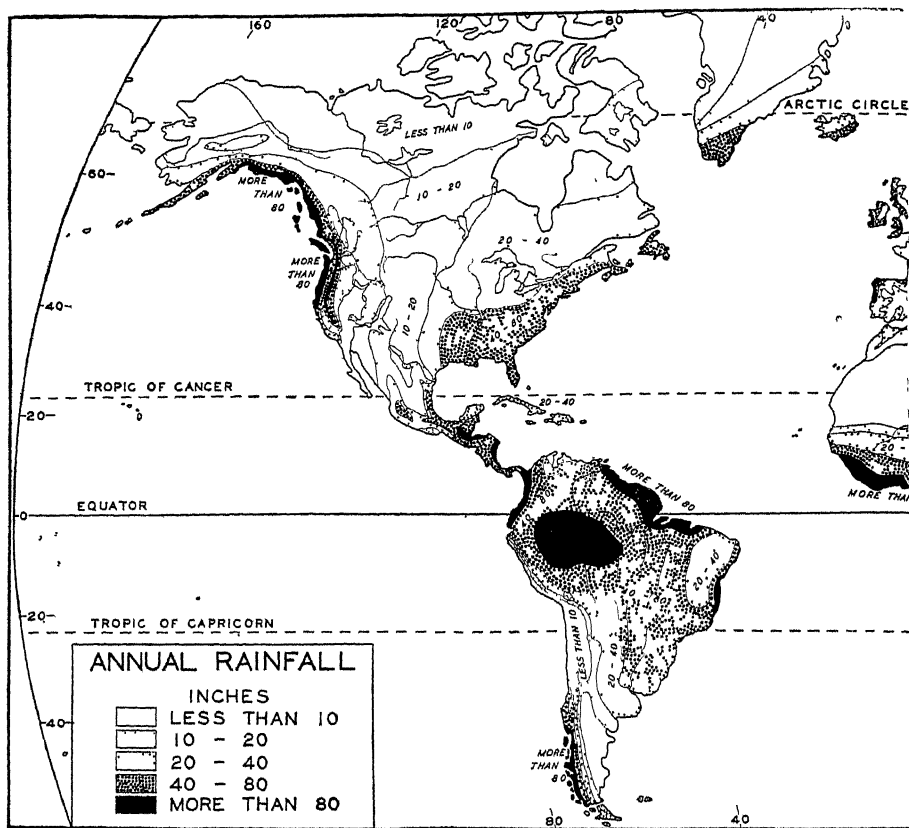 160 120 80 40 0
ARCTIC CIRCLE
LESS THAN 10
60
MORE THAN 80
10 - 20
20 - 40
MORE THAN 80
40
10 - 20
TROPIC OF CANCER
20 - 40
20
MORE THAN 80
EQUATOR
0
20 - 40
20
TROPIC OF CAPRICORN
LESS THAN 10
20 - 40
ANNUAL RAINFALL
INCHES
LESS THAN 10
10 - 20
20 - 40
40 - 80
MORE THAN 80
40
MORE THAN 80
80 40